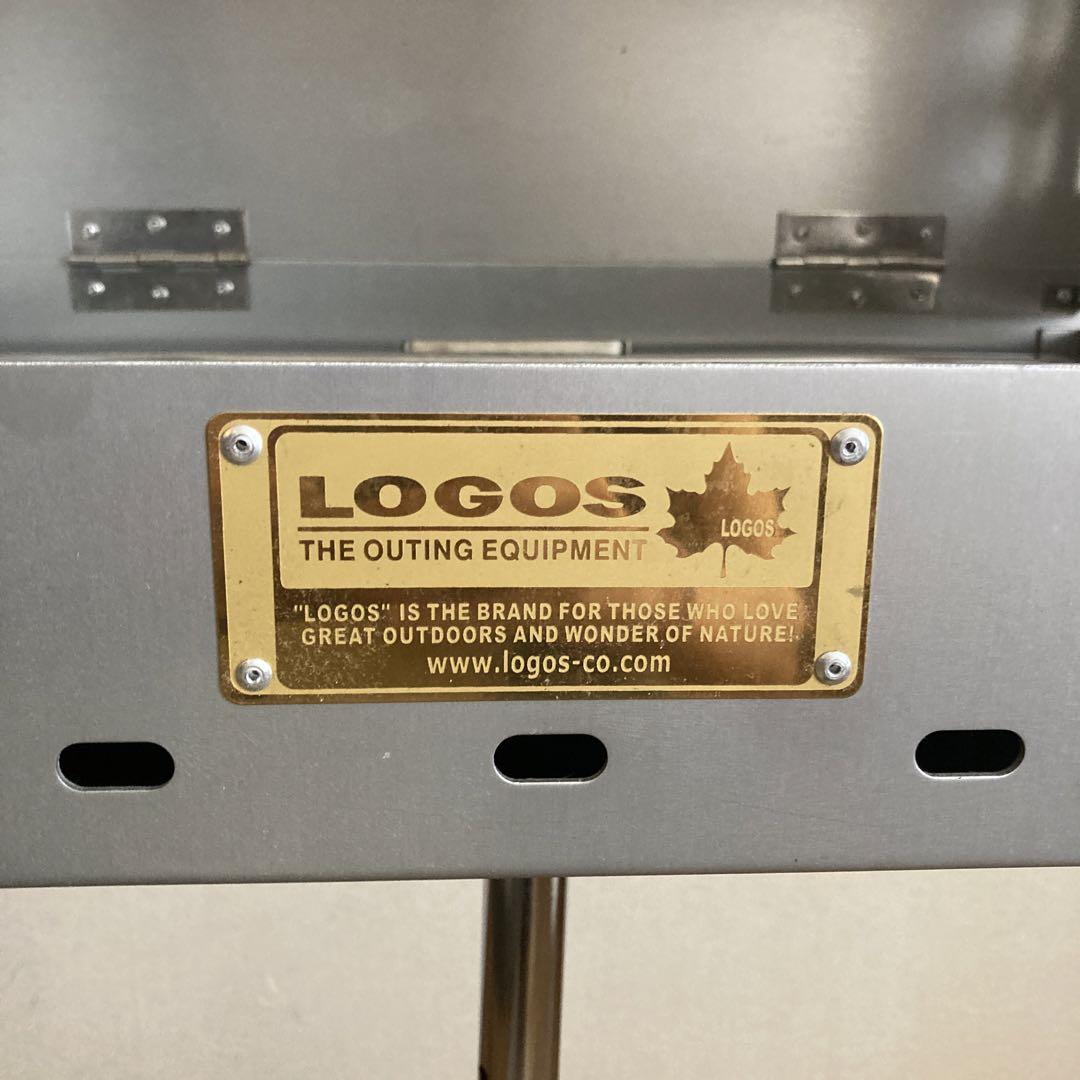 LOGOS
THE OUTING EQUIPMENT
LOGOS
"LOGOS" IS THE BRAND FOR THOSE WHO LOVE
GREAT OUTDOORS AND WONDER OF NATURE!
www.logos-co.com